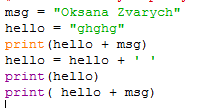 msg = "Oksana Zvarych"
hello = "ghghg"
print(hello + msg)
hello = hello + ' '
print(hello)
print( hello + msg)